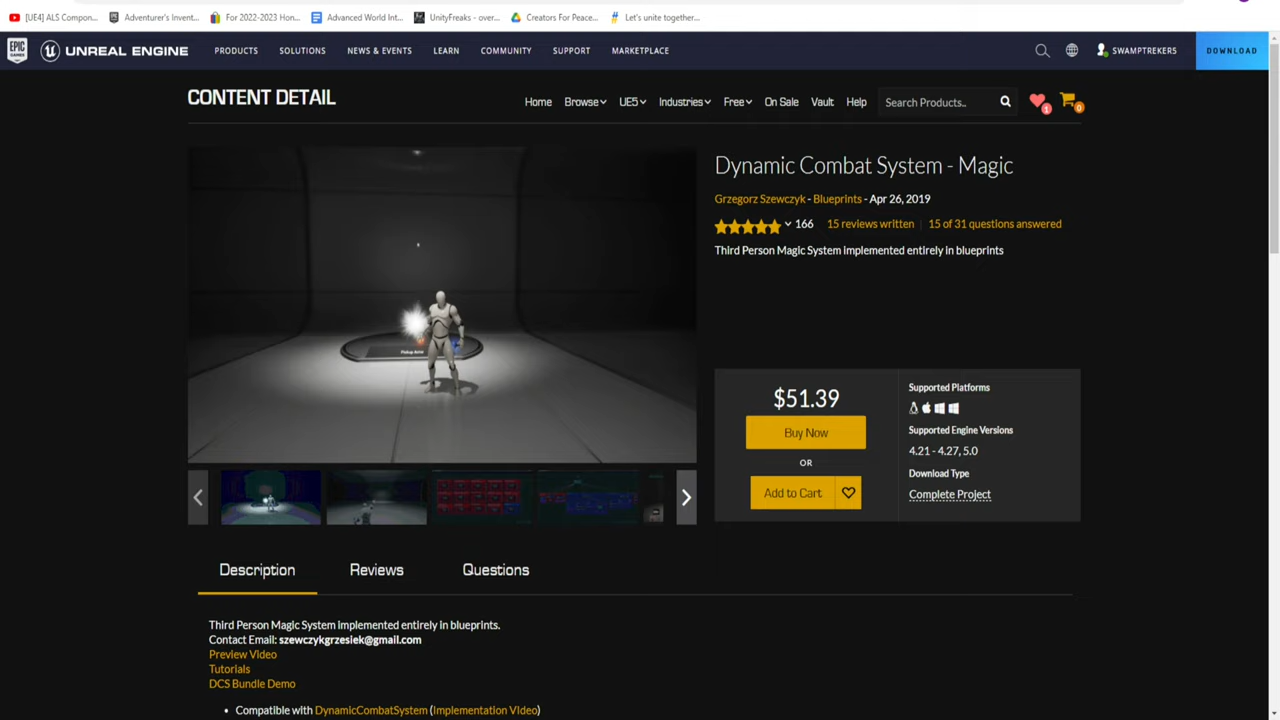 [UE4] ALS Compon...
Adventurer's Invent...
For 2022-2023 Hon...
Advanced World Int...
UnityFreaks - over...
Creators For Peace...
Let's unite together...
EPIC GAMES
UNREAL ENGINE
PRODUCTS
SOLUTIONS
NEWS & EVENTS
LEARN
COMMUNITY
SUPPORT
MARKETPLACE
SWAMPTREKERS
DOWNLOAD
CONTENT DETAIL
Home
Browse
UE5
Industries
Free
On Sale
Vault
Help
Search Products..
1
0
Dynamic Combat System - Magic
Grzegorz Szewczyk - Blueprints - Apr 26, 2019
166
15 reviews written
15 of 31 questions answered
Third Person Magic System implemented entirely in blueprints
Pickup Actor
$51.39
Buy Now
OR
Add to Cart
Supported Platforms
Supported Engine Versions
4.21 - 4.27, 5.0
Download Type
Complete Project
Description
Reviews
Questions
Third Person Magic System implemented entirely in blueprints.
Contact Email: szewczykgrzesiek@gmail.com
Preview Video
Tutorials
DCS Bundle Demo
• Compatible with DynamicCombatSystem (Implementation VIdeo)